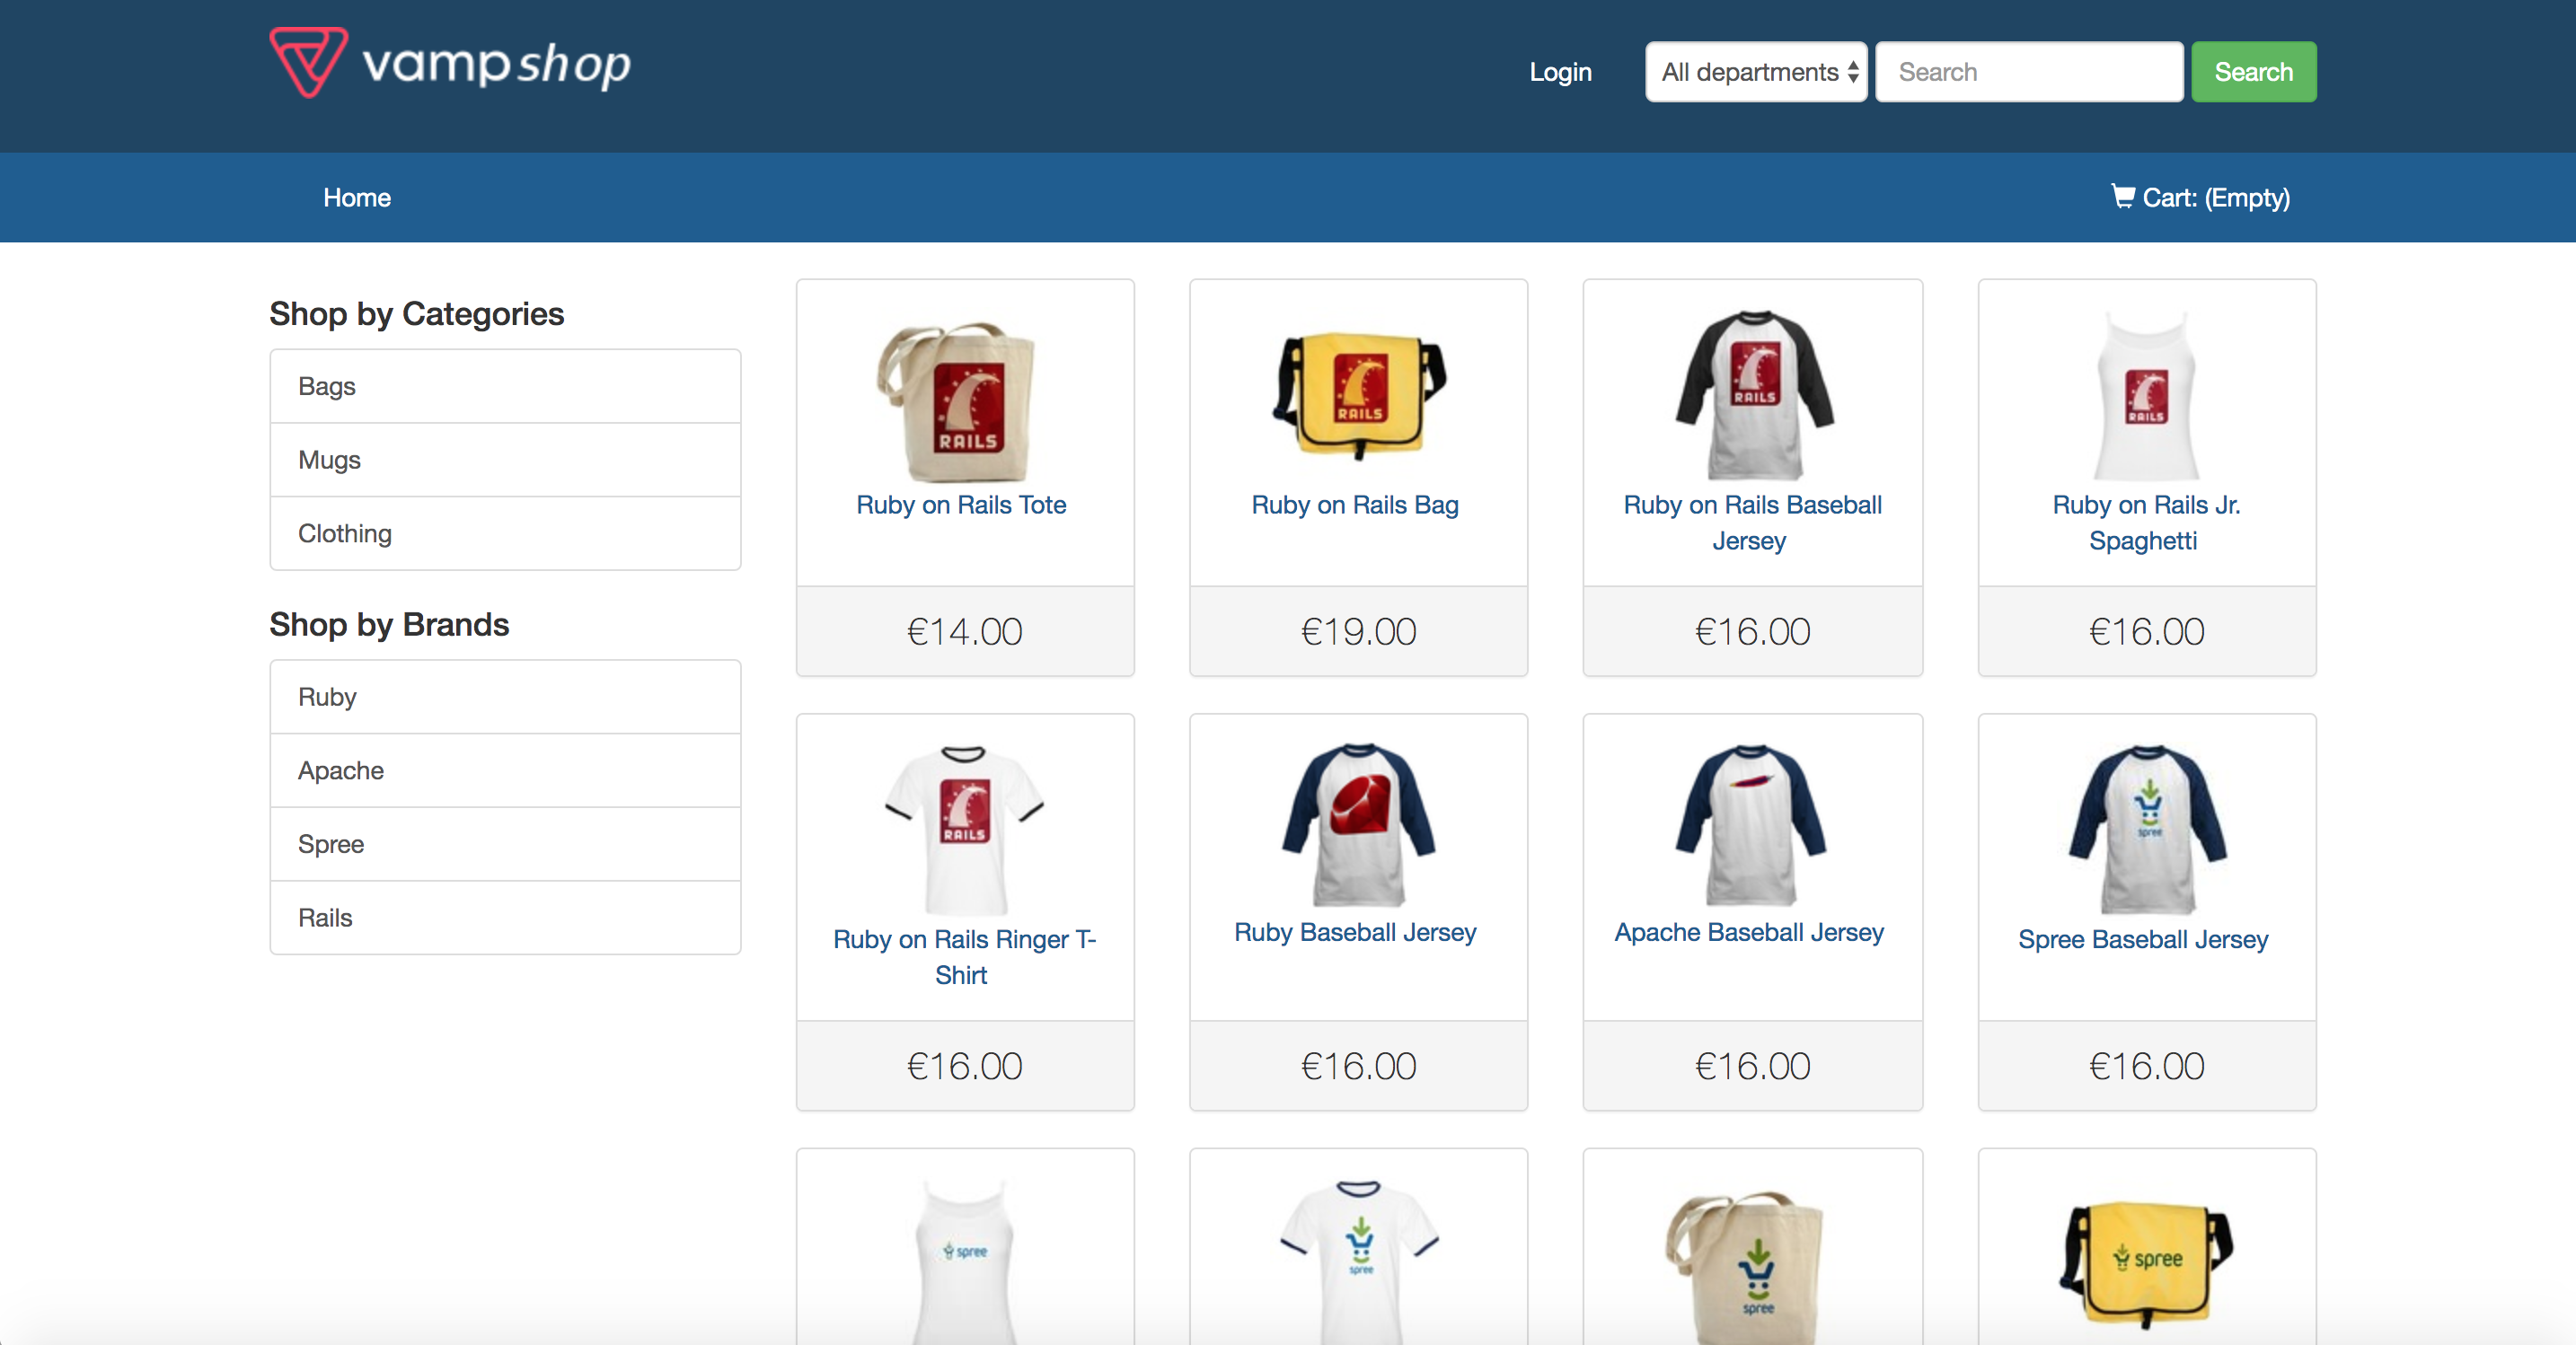 vamp shop
Login
All departments
Search
Search
Home
Cart: (Empty)
Shop by Categories
Bags
Mugs
Clothing
Shop by Brands
Ruby
Apache
Spree
Rails
RAILS
Ruby on Rails Tote
€14.00
RAILS
Ruby on Rails Bag
€19.00
RAILS
Ruby on Rails Baseball
Jersey
€16.00
RAILS
Ruby on Rails Jr.
Spaghetti
€16.00
RAILS
Ruby on Rails Ringer T-
Shirt
€16.00
Ruby Baseball Jersey
€16.00
Apache Baseball Jersey
€16.00
spree
Spree Baseball Jersey
€16.00
spree
spree
spree
spree